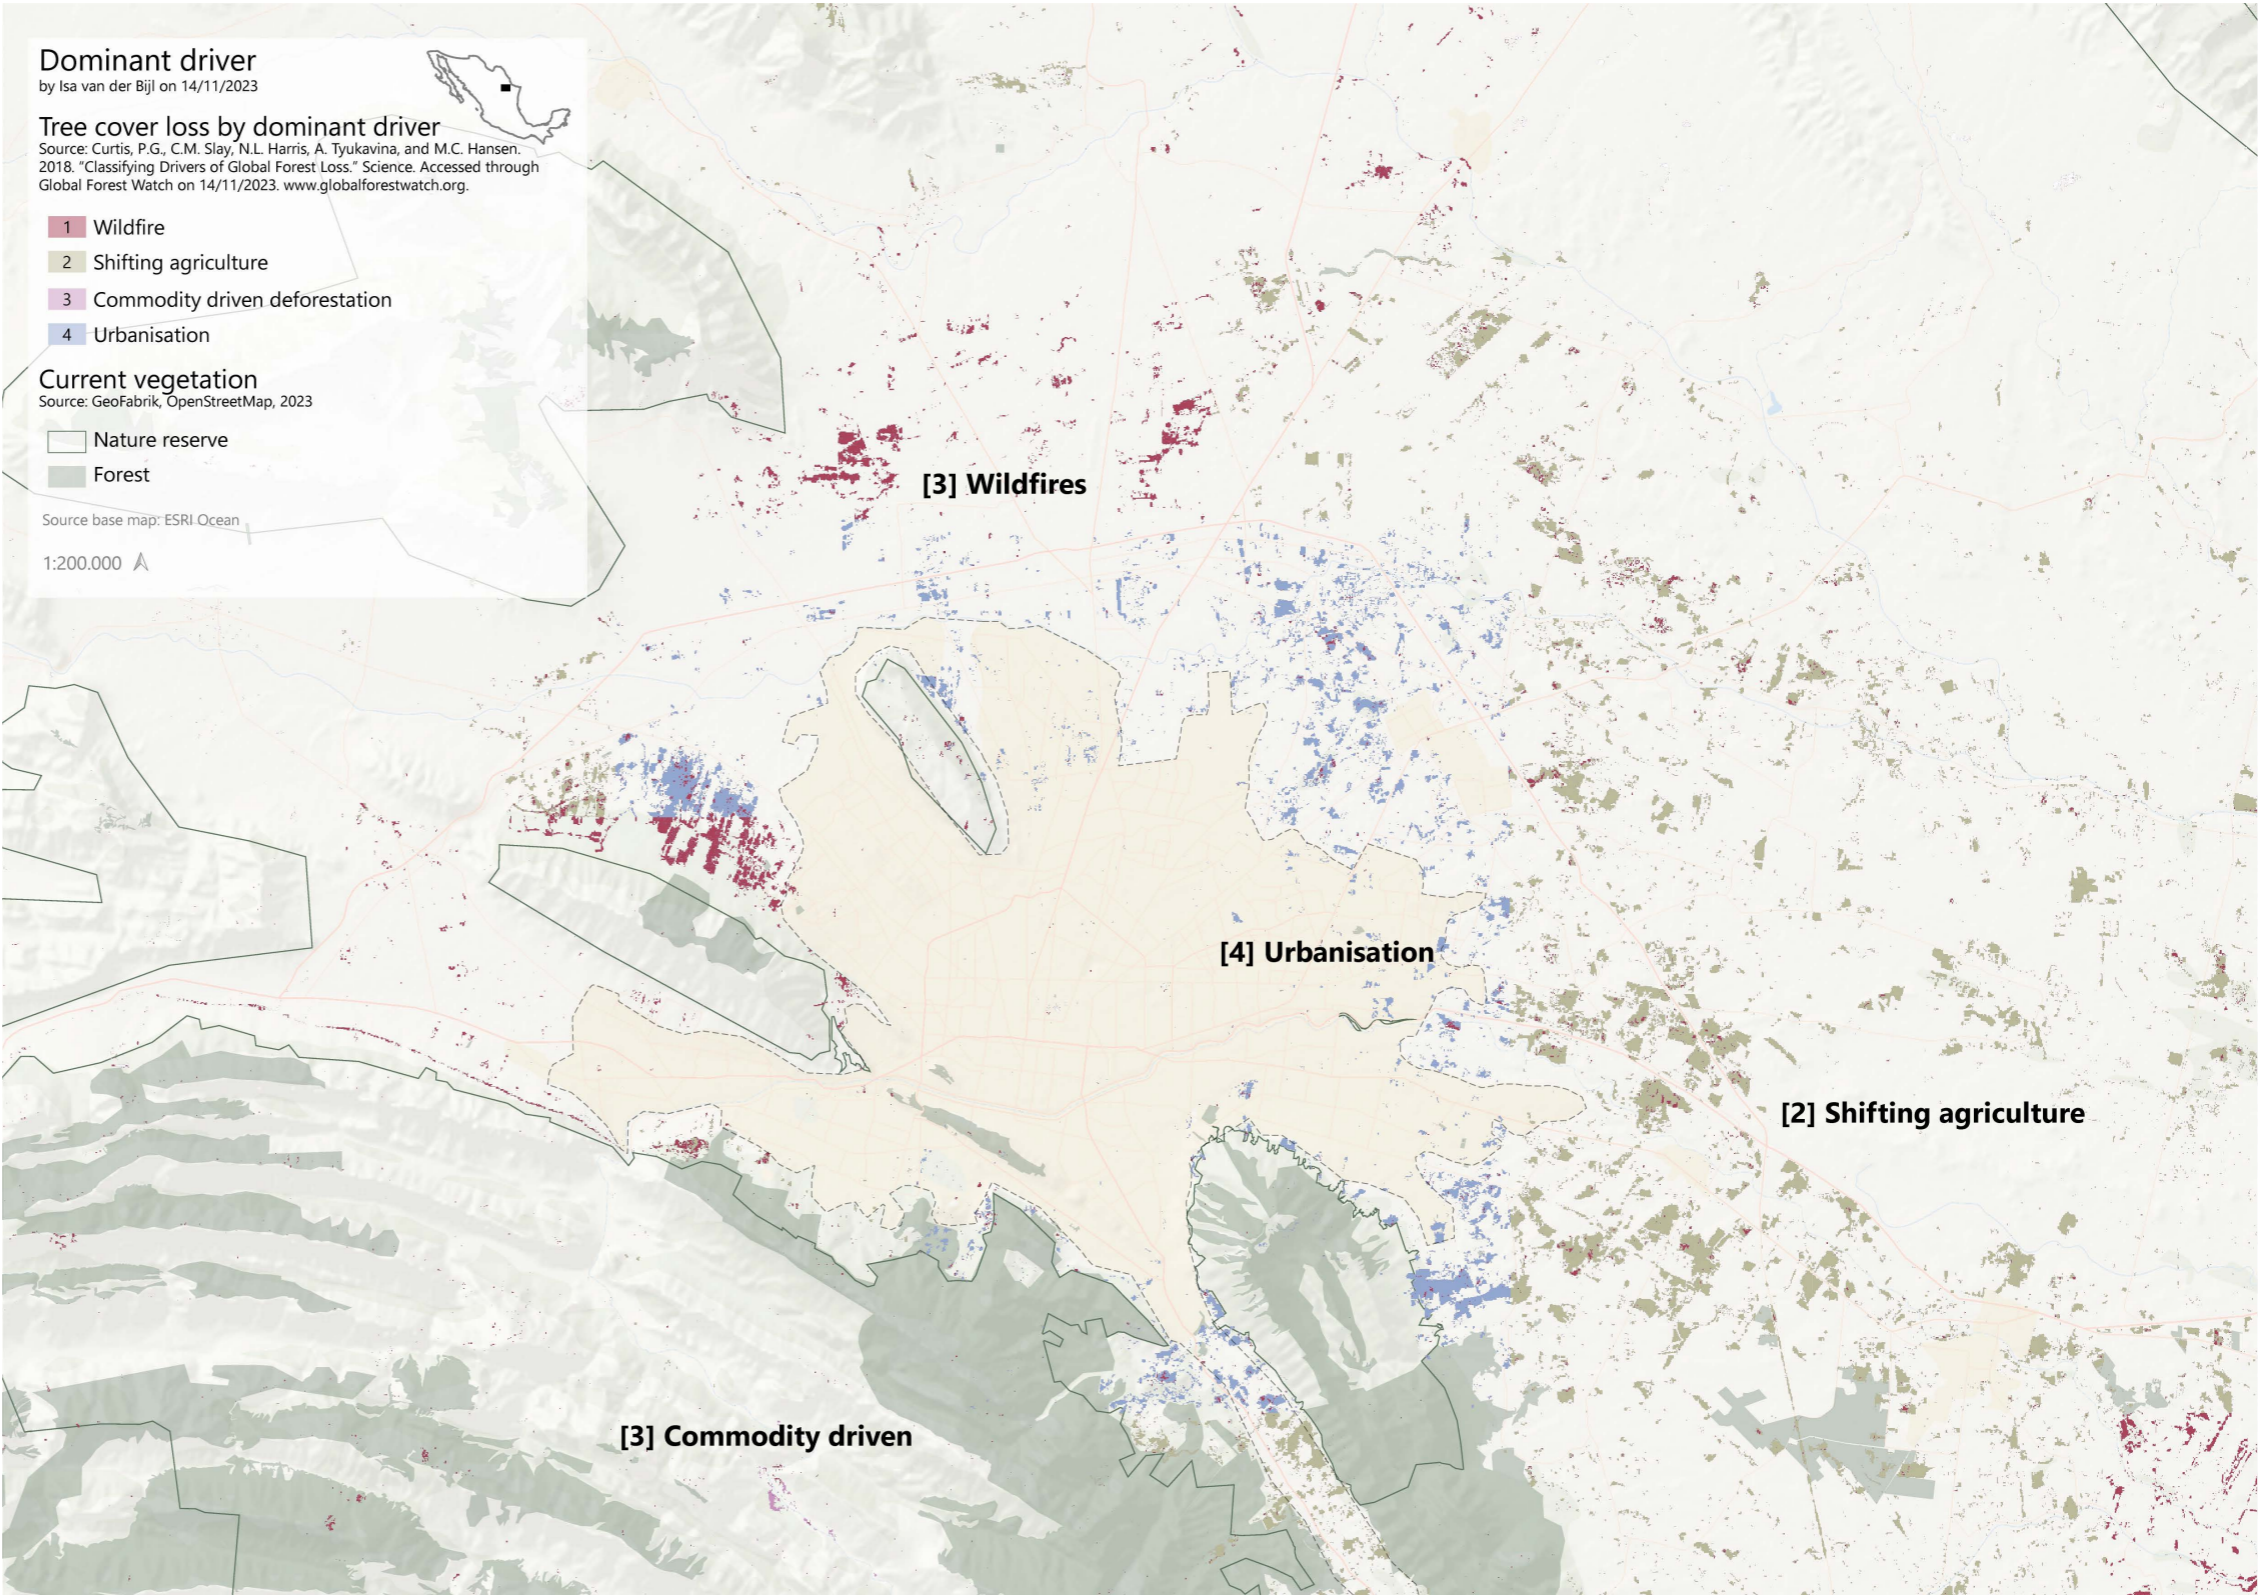 Dominant driver
by Isa van der Bijl on 14/11/2023
Tree cover loss by dominant driver
Source: Curtis, P.G., C.M. Slay, N.L. Harris, A. Tyukavina, and M.C. Hansen.
2018. "Classifying Drivers of Global Forest Loss." Science. Accessed through
Global Forest Watch on 14/11/2023. www.globalforestwatch.org.
1 Wildfire
2 Shifting agriculture
3 Commodity driven deforestation
4 Urbanisation
Current vegetation
Source: GeoFabrik, OpenStreetMap, 2023
Nature reserve
Forest
Source base map: ESRI Ocean
1:200.000
[3] Wildfires
[4] Urbanisation
[2] Shifting agriculture
[3] Commodity driven